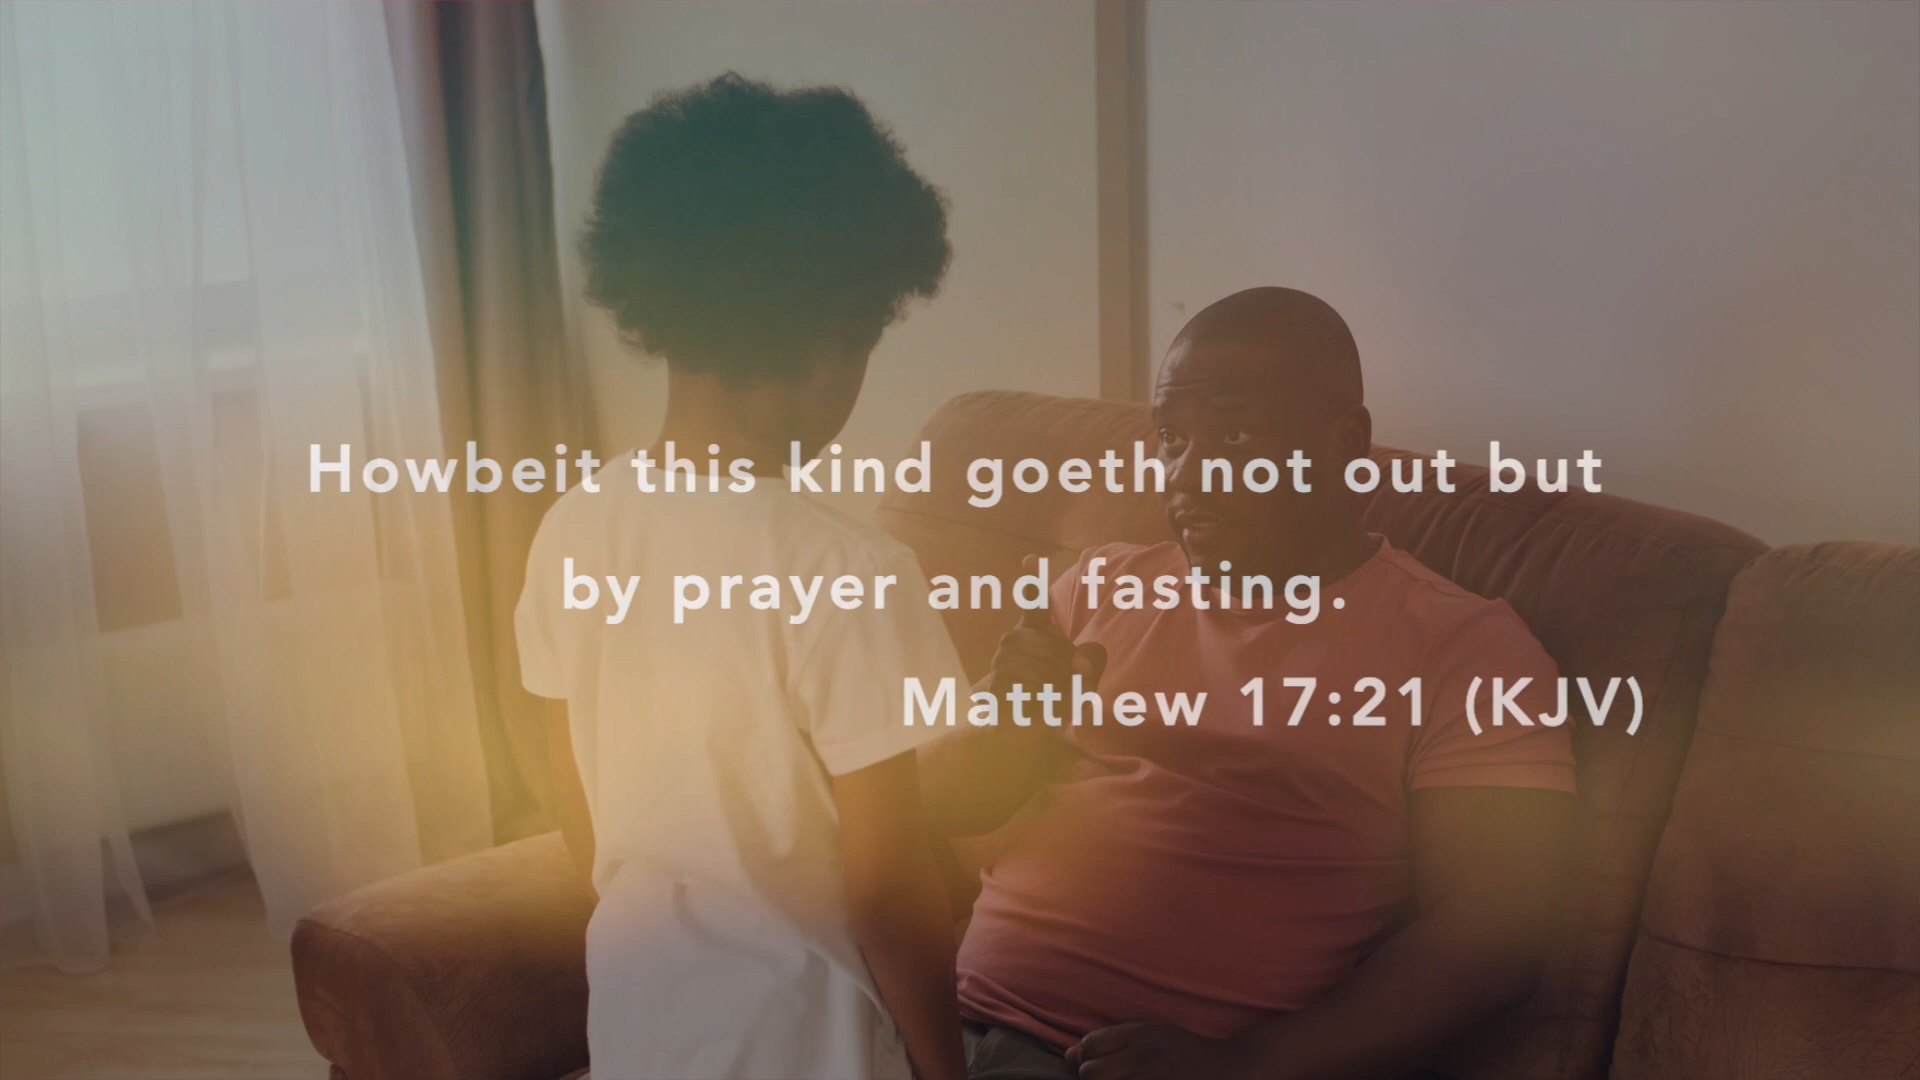 Howbeit this kind goeth not out but
by prayer and fasting.
Matthew 17:21 (KJV)